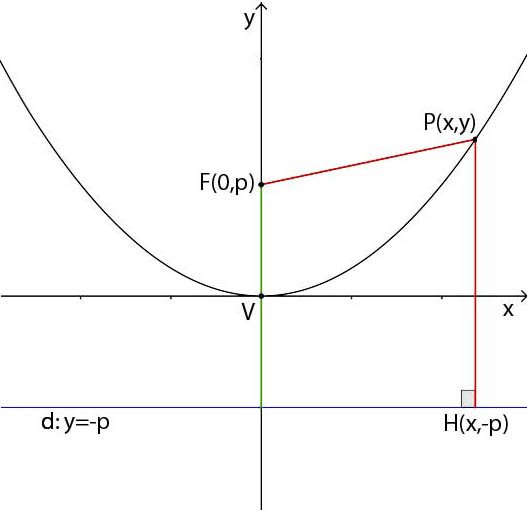 y
P(x,y)
F(0,p)
V
x
d: y=-p
H(x,-p)